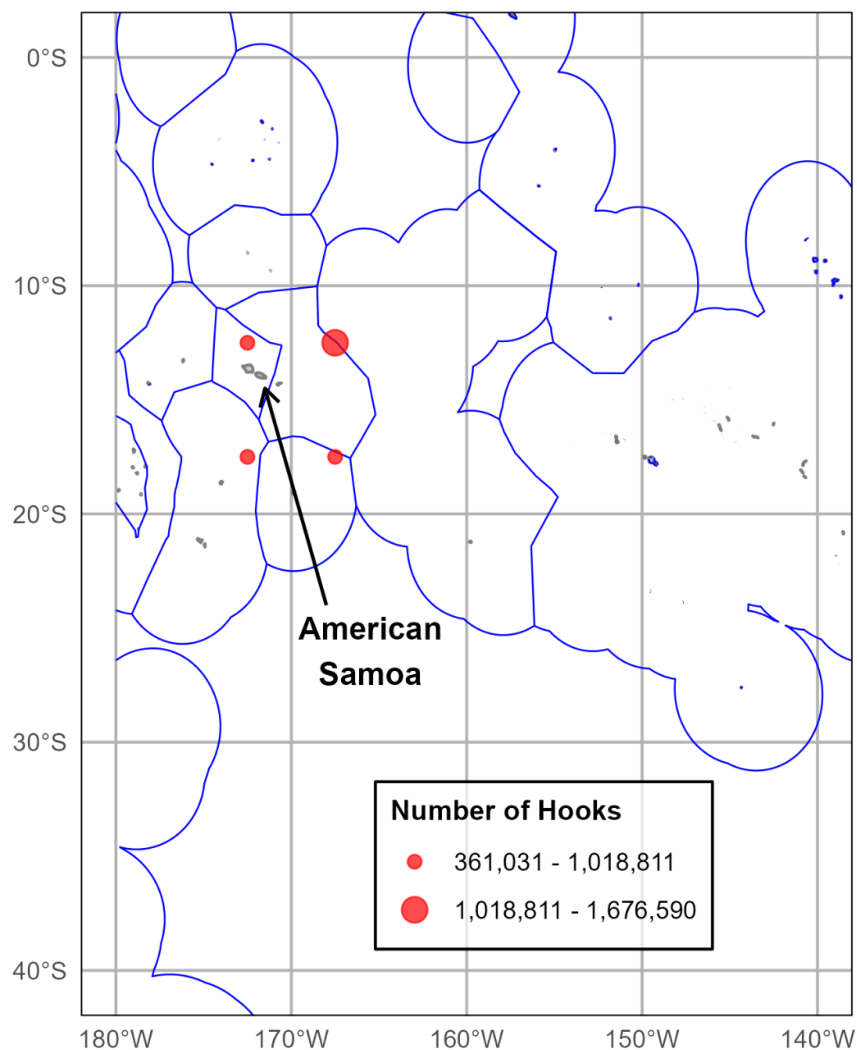 0°S
10°S
20°S
30°S
40°S
American
Samoa
Number of Hooks
361,031 - 1,018,811
1,018,811 - 1,676,590
180°W
170°W
160°W
150°W
140°W